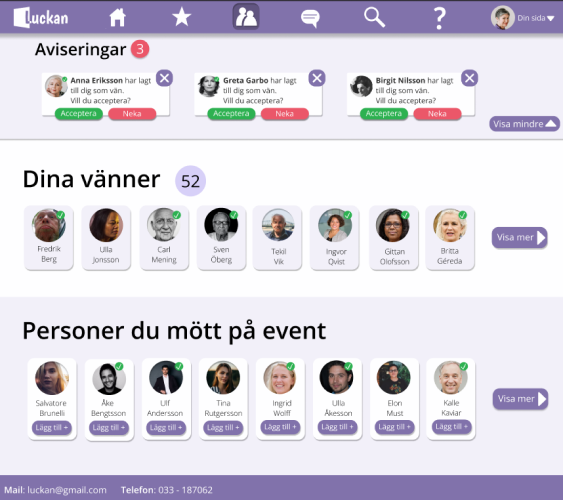 Luckan
?
Din sida
Aviseringar 3
Anna Eriksson har lagt
till dig som vän.
Vill du acceptera?
Acceptera Neka
Greta Garbo har lagt
till dig som vän.
Vill du acceptera?
Acceptera Neka
Birgit Nilsson har lagt
till dig som vän.
Vill du acceptera?
Acceptera Neka
Visa mindre
Dina vänner 52
Fredrik
Berg
Ulla
Jonsson
Carl
Mening
Sven
Öberg
Tekil
Vik
Ingvor
Qvist
Gittan
Olofsson
Britta
Géreda
Visa mer
Personer du mött på event
Salvatore
Brunelli
Lägg till +
Åke
Bengtsson
Lägg till +
Ulf
Andersson
Lägg till +
Tina
Rutgersson
Lägg till +
Ingrid
Wolff
Lägg till +
Ulla
Åkesson
Lägg till +
Elon
Must
Lägg till +
Kalle
Kaviar
Lägg till +
Visa mer
Mail: luckan@gmail.com Telefon: 033 - 187062